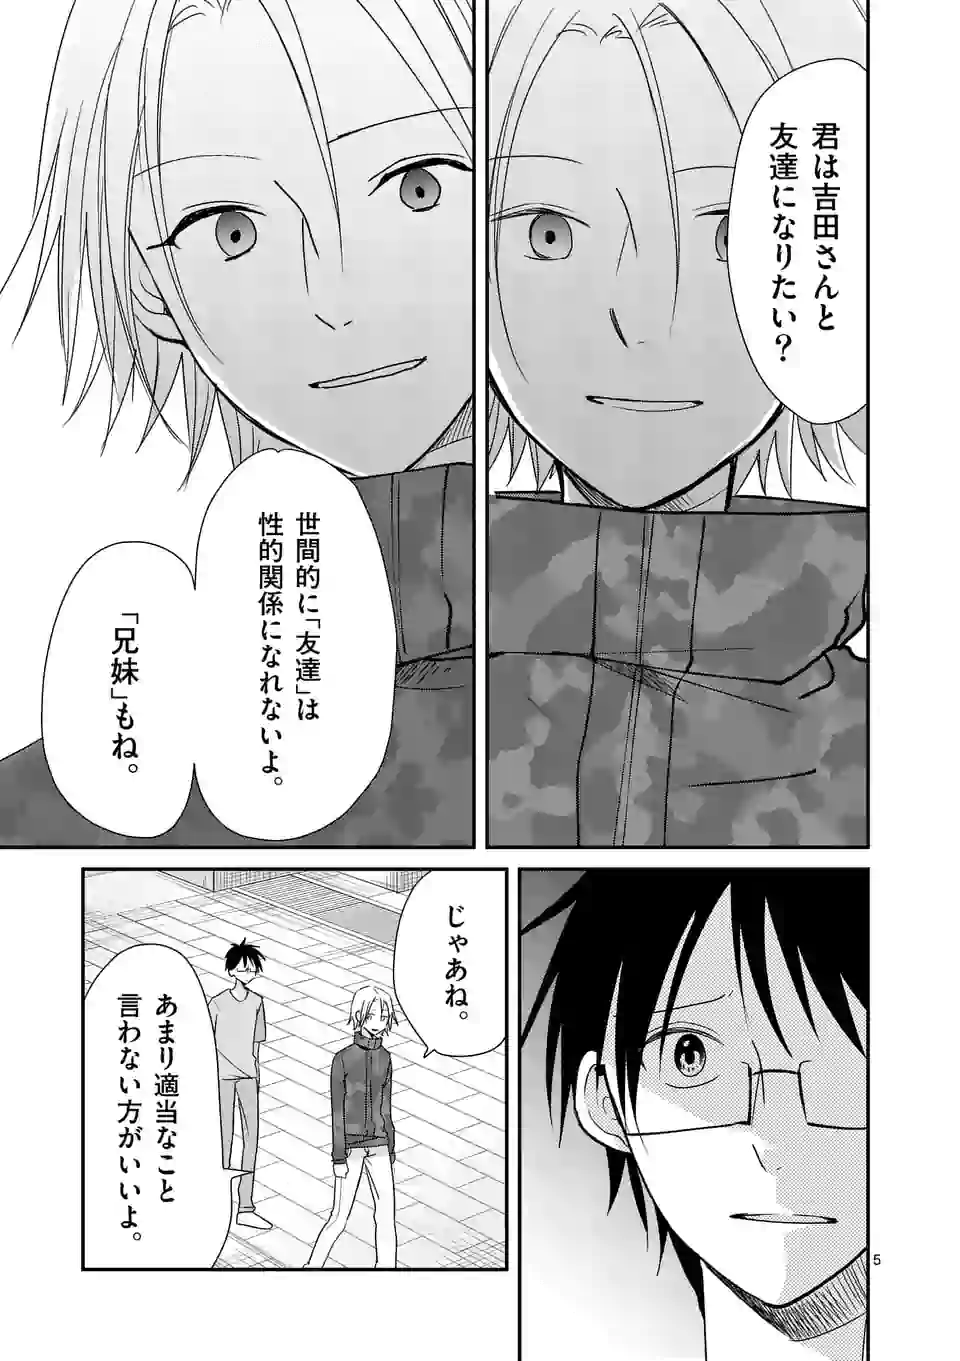 君は吉田さんと
友達になりたい？
世間的に「友達」は
性的関係になれないよ。
「兄妹」もね。
じゃあね。
あまり適当なこと
言わない方がいいよ。
5